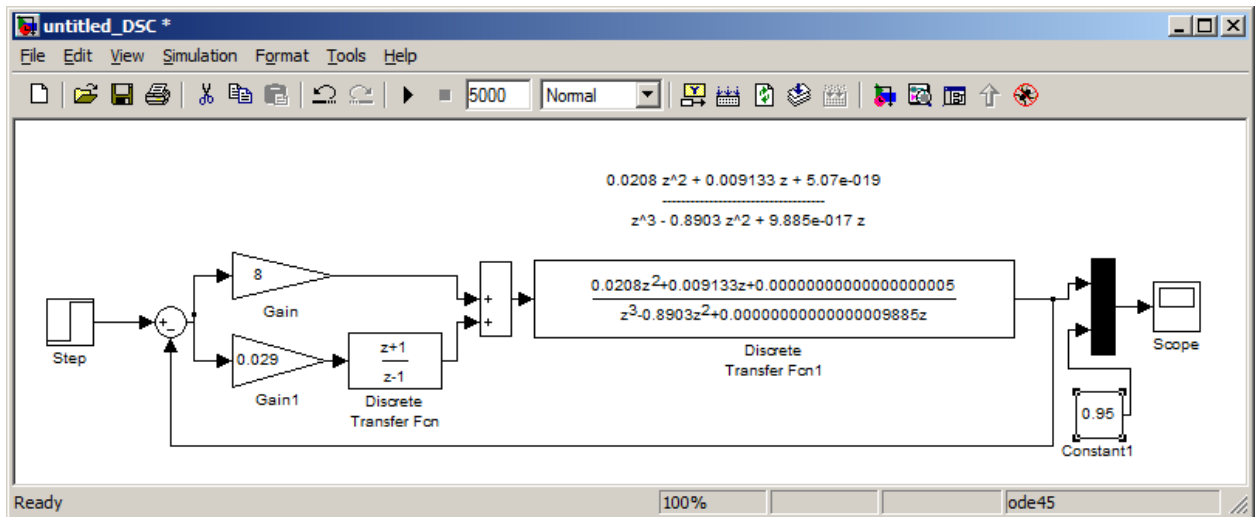 untitled_DSC *
File Edit View Simulation Format Tools Help
5000 Normal
0.0208 z^2 + 0.009133 z + 5.07e-019
-----------------------------------
z^3 - 0.8903 z^2 + 9.885e-017 z
8
Gain
Step
+
-
0.029
Gain1
z+1
z-1
Discrete
Transfer Fcn
+
+
0.0208z2+0.009133z+0.00000000000000000005
z3-0.8903z2+0.00000000000000009885z
Discrete
Transfer Fcn1
Scope
0.95
Constant1
Ready 100% ode45